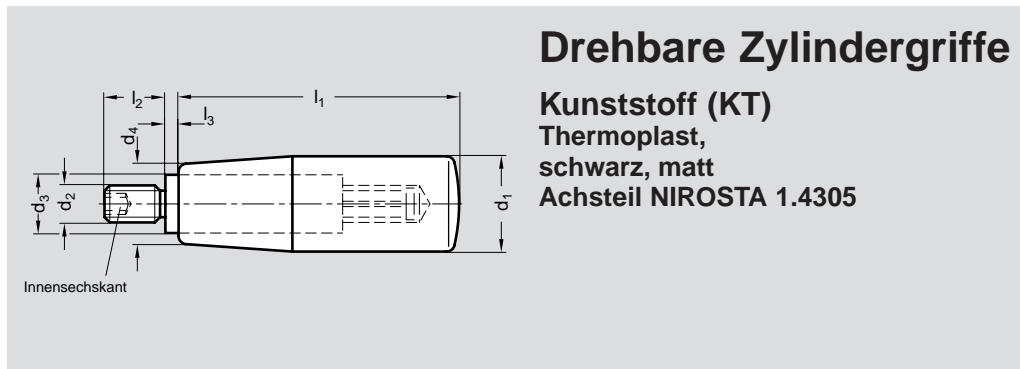 Drehbare Zylindergriffe
Kunststoff (KT)
Thermoplast,
schwarz, matt
Achsteil NIROSTA 1.4305
l2
l1
l3
d4
d3
d2
d1
Innensechskant